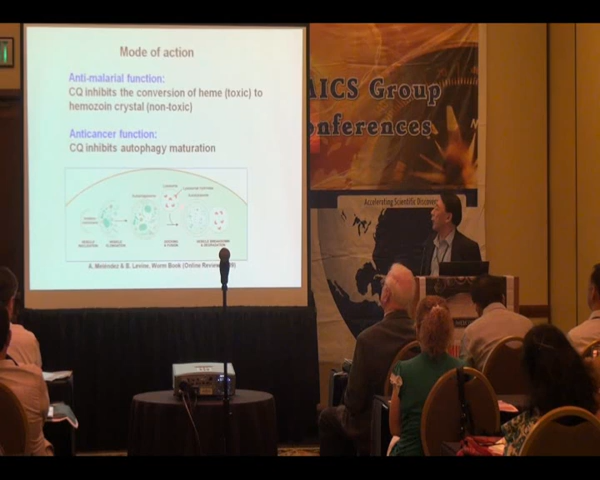 Mode of action
Anti-malarial function:
CQ inhibits the conversion of heme (toxic) to
hemozoin crystal (non-toxic)
Anticancer function:
CQ inhibits autophagy maturation
A. Melendez & B. Levine, Worm Book (Online Review
AICS Group
onferences
Accelerating Scientific Discovery